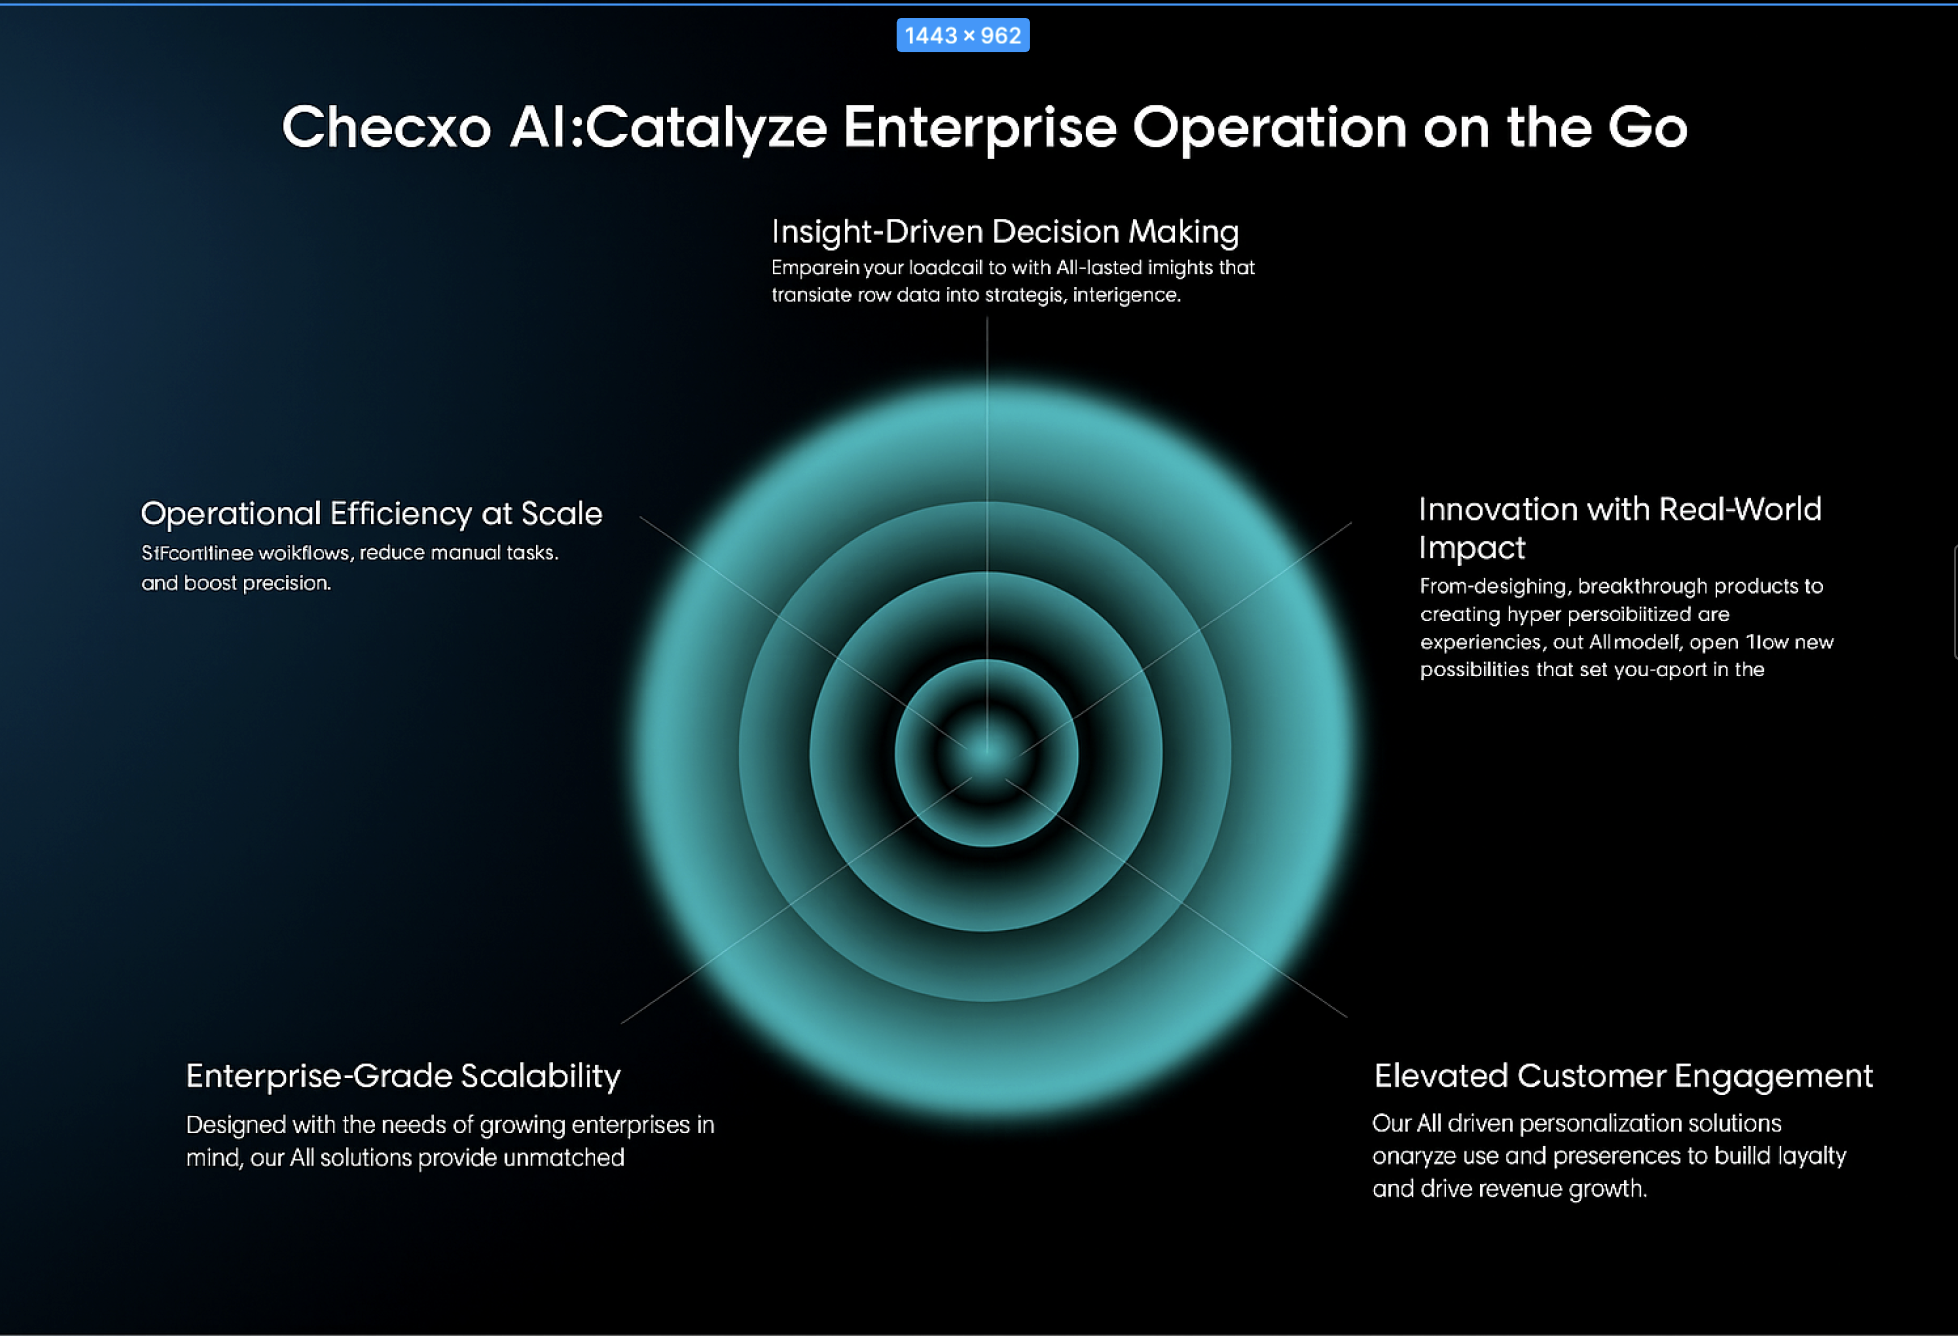 1443 × 962
Checxo AI:Catalyze Enterprise Operation on the Go
Insight-Driven Decision Making
Emparein your loadcail to with All-lasted imights that
transiate row data into strategis, interigence.
Operational Efficiency at Scale
woikflows, reduce manual tasks.
and boost precision.
Innovation with Real-World
Impact
From-desighing, breakthrough products to
creating hyper persoibiitized are
experiencies, out All modelf, open 1low new
possibilities that set you-aport in the
Enterprise-Grade Scalability
Designed with the needs of growing enterprises in
mind, our All solutions provide unmatched
Elevated Customer Engagement
Our All driven personalization solutions
onaryze use and preserences to builld layalty
and drive revenue growth.